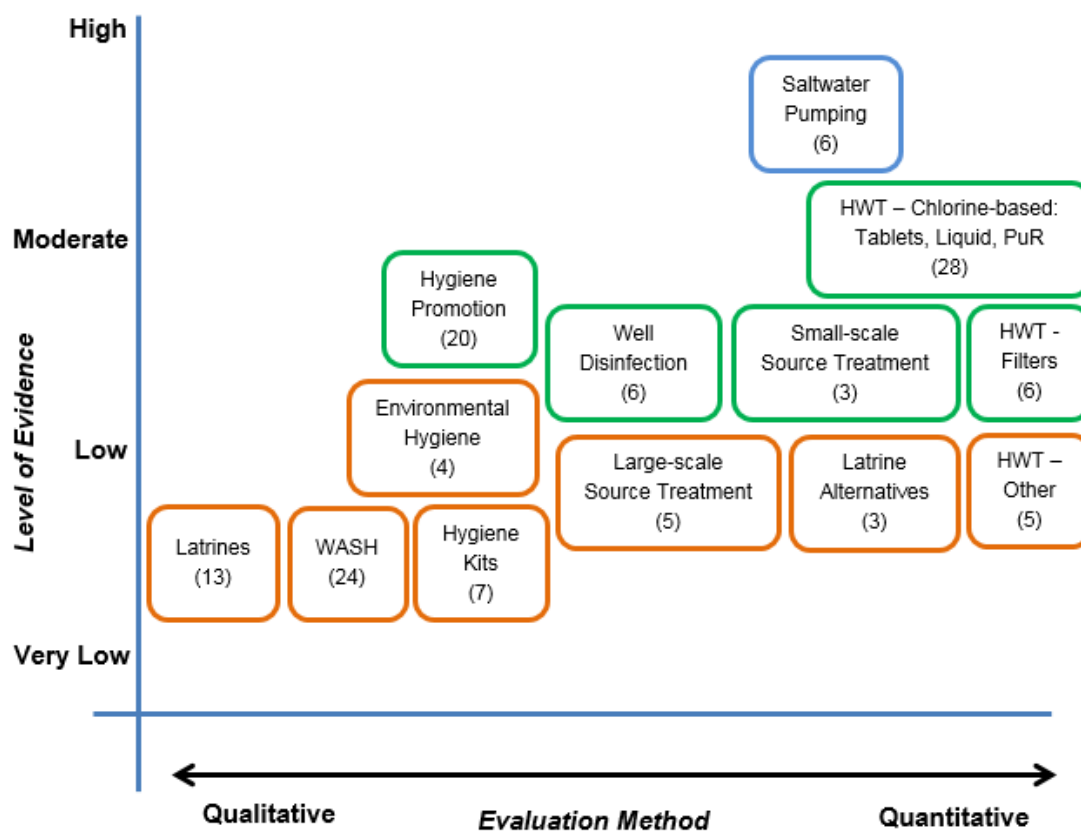 High
Saltwater
Pumping
(6)
HWT – Chlorine-based:
Tablets, Liquid, PuR
(28)
Moderate
Hygiene
Promotion
(20)
Well
Disinfection
(6)
Small-scale
Source Treatment
(3)
HWT -
Filters
(6)
Level of Evidence
Environmental
Hygiene
(4)
Low
Large-scale
Source Treatment
(5)
Latrine
Alternatives
(3)
HWT –
Other
(5)
Latrines
(13)
WASH
(24)
Hygiene
Kits
(7)
Very Low
Qualitative
Evaluation Method
Quantitative